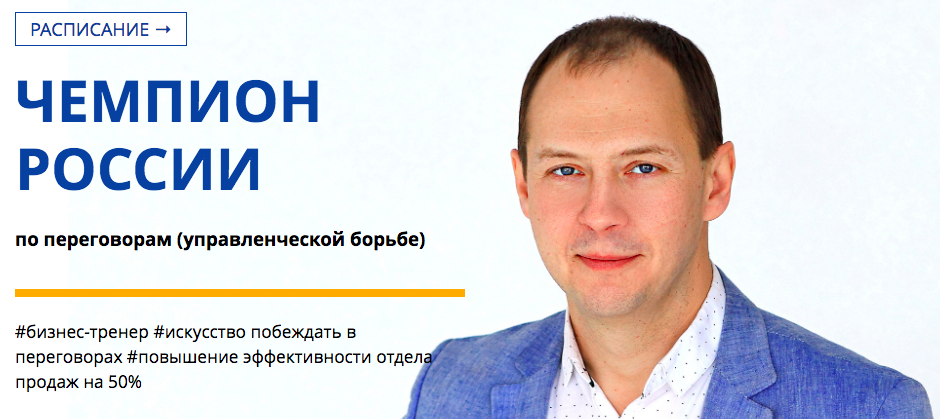 РАСПИСАНИЕ →
ЧЕМПИОН
РОССИИ
по переговорам (управленческой борьбе)
#бизнес-тренер #искусство побеждать в
переговорах #повышение эффективности отдела
продаж на 50%